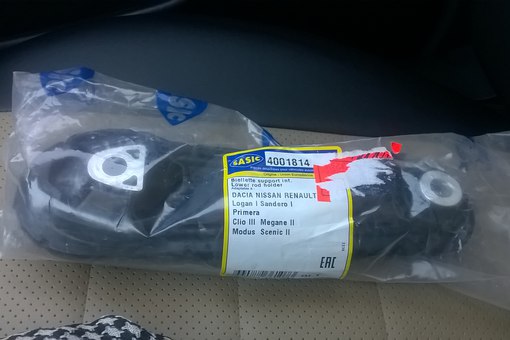 SASIC
SASIC 4001814
Biellette support inf.
Lower rod holder
DACIA NISSAN RENAULT
Logan I Sandero I
Primera
Clio III Megane II
Modus Scenic II
EAC